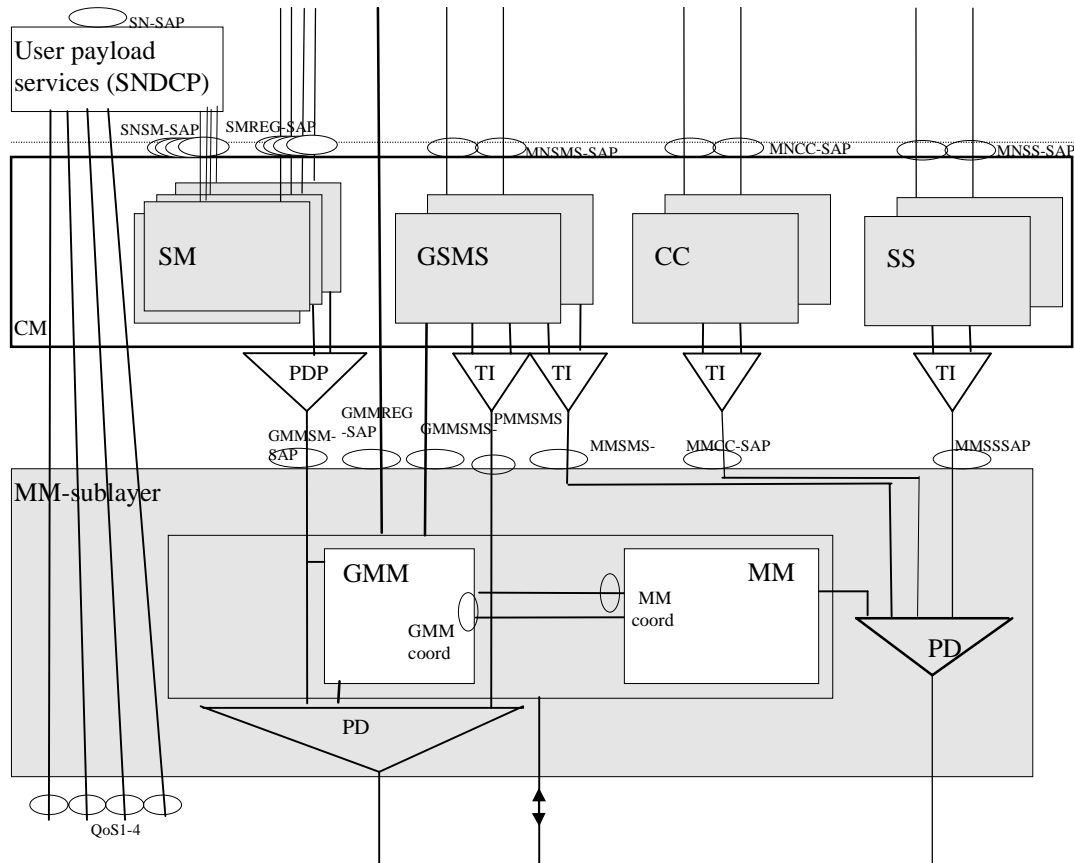 SN-SAP
User payload
services (SNDCP)
SNSM-SAP
SMREG-SAP
MNSMS-SAP
MNCC-SAP
MNSS-SAP
SM
GSMS
CC
SS
CM
PDP
TI
TI
TI
TI
GMMSM-
SAP
GMMREG
-SAP
GMMSMS-
PMMSMS
MMSMS-
MMCC-SAP
MMSSSAP
MM-sublayer
GMM
MM
GMM
coord
MM
coord
PD
PD
QoS1-4